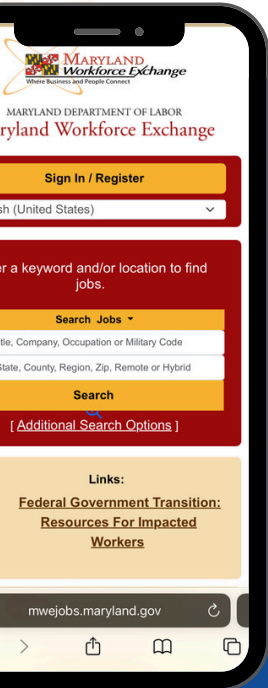 MARYLAND
Workforce Exchange
Where Business and People Connect
MARYLAND DEPARTMENT OF LABOR
ryland Workforce Exchange
Sign In / Register
sh (United States)
er a keyword and/or location to find
jobs.
Search Jobs
tle, Company, Occupation or Military Code
State, County, Region, Zip, Remote or Hybrid
Search
[ Additional Search Options ]
Links:
Federal Government Transition:
Resources For Impacted
Workers
mwejobs.maryland.gov